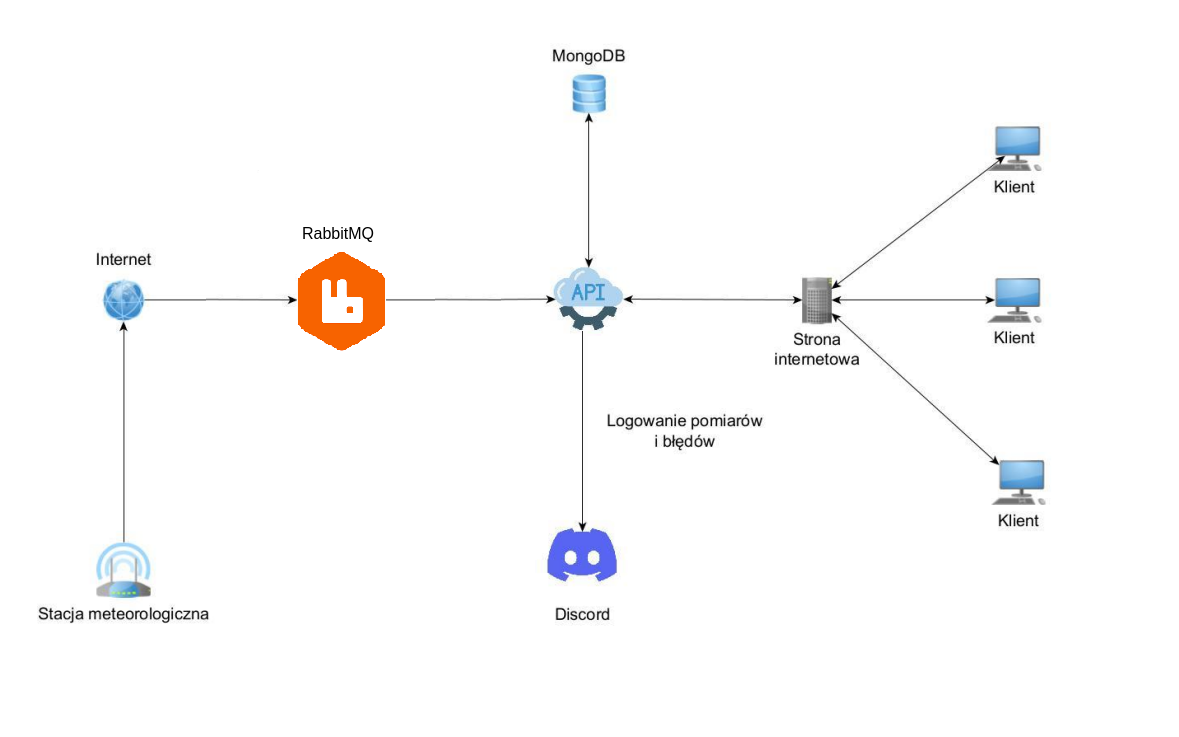 MongoDB
Klient
RabbitMQ
Internet
API
Klient
Strona
internetowa
Logowanie pomiarów
i błędów
Klient
Stacja meteorologiczna
Discord